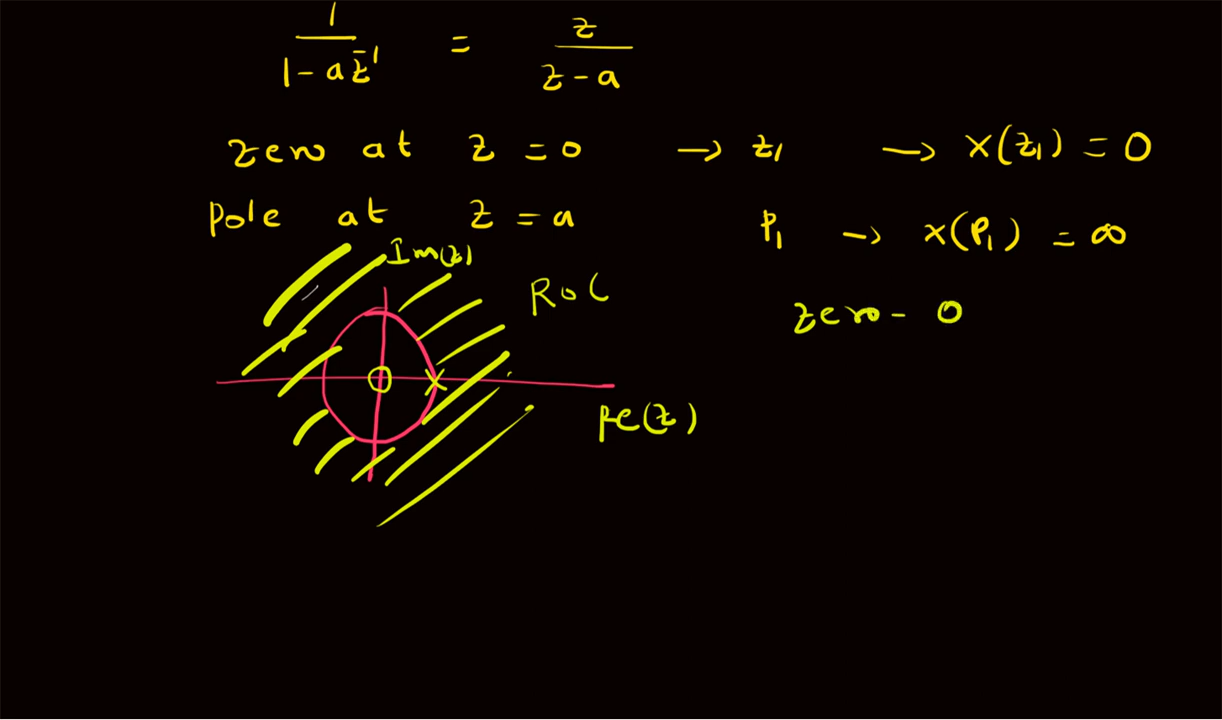 1/(1-az⁻¹) = z/(z-a)
zero at z = 0 → z₁ → X(z₁) = 0
Pole at z = a P₁ → X(P₁) = ∞
Im(z)
ROC
zero - 0
Re(z)